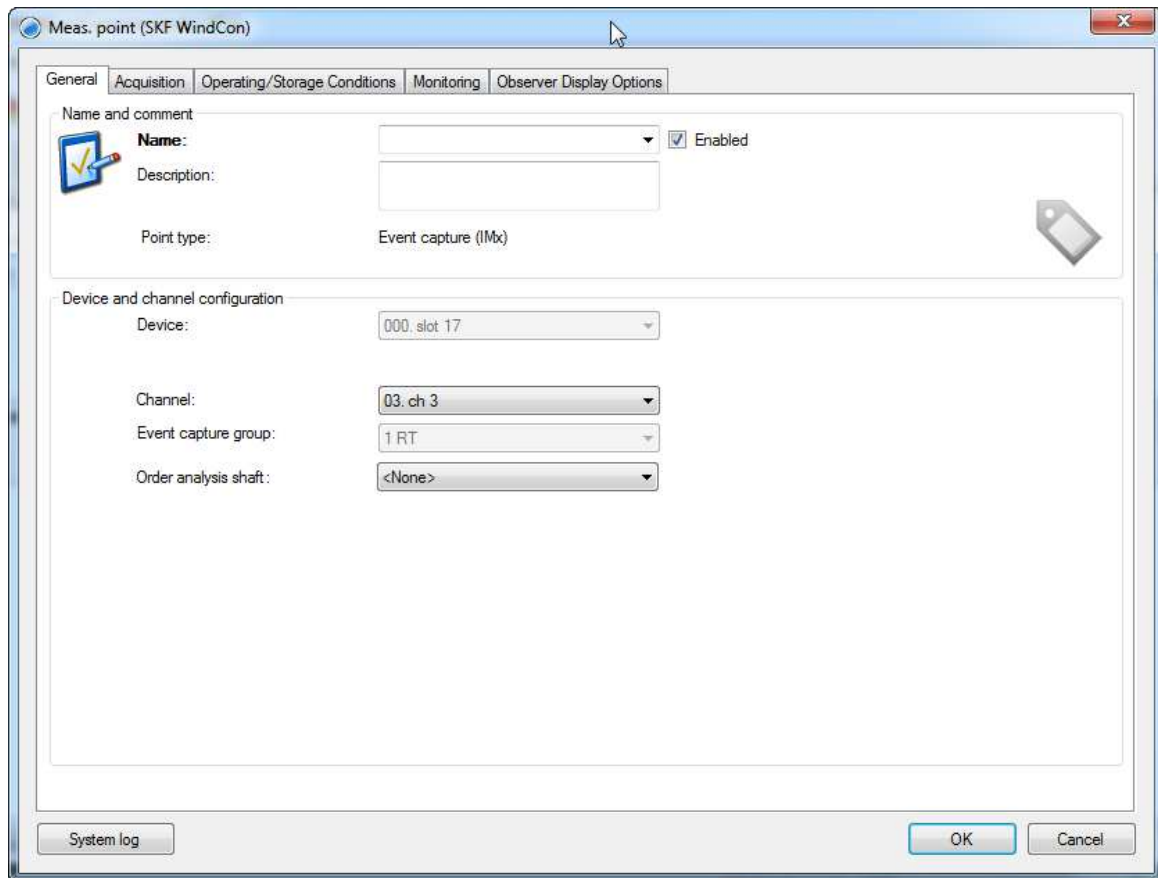 Meas. point (SKF WindCon)
General Acquisition Operating/Storage Conditions Monitoring Observer Display Options
Name and comment
Name: Enabled
Description:
Point type: Event capture (IMx)
Device and channel configuration
Device: 000. slot 17
Channel: 03. ch 3
Event capture group: 1 RT
Order analysis shaft: <None>
System log OK Cancel